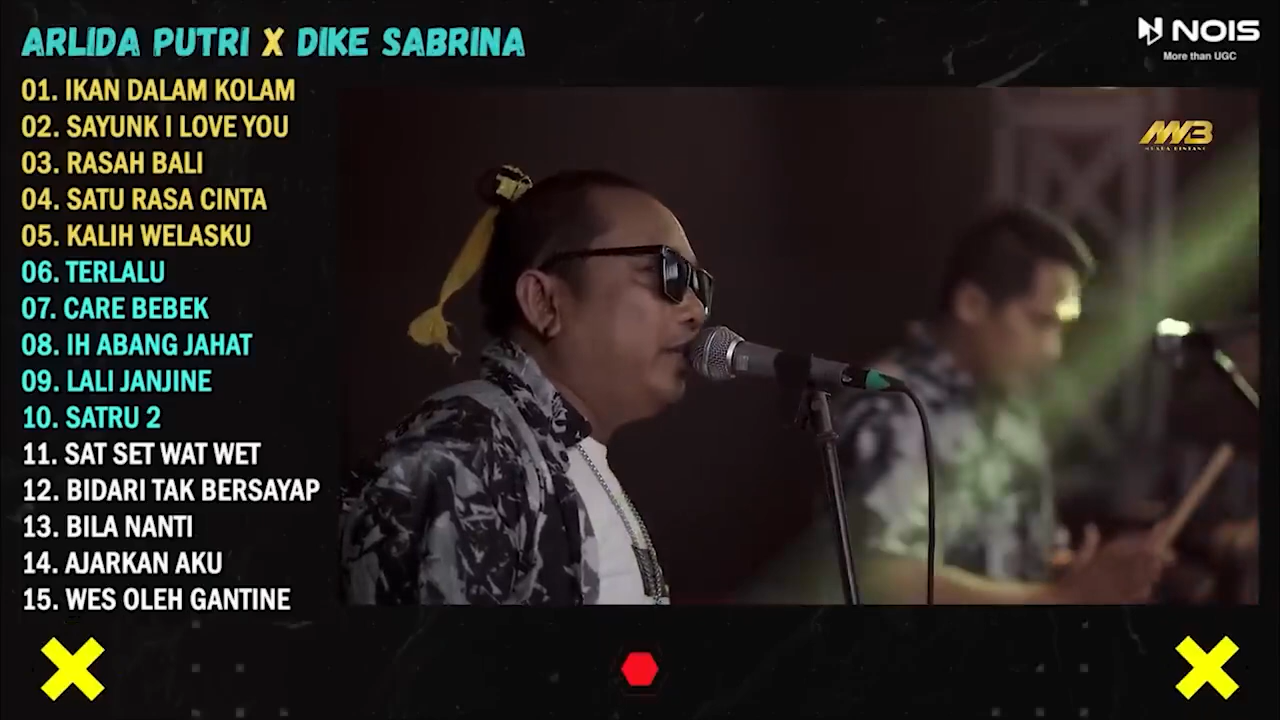 ARLIDA PUTRI X DIKE SABRINA
01. IKAN DALAM KOLAM
02. SAYUNK I LOVE YOU
03. RASAH BALI
04. SATU RASA CINTA
05. KALIH WELASKU
06. TERLALU
07. CARE BEBEK
08. IH ABANG JAHAT
09. LALI JANJINE
10. SATRU 2
11. SAT SET WAT WET
12. BIDARI TAK BERSAYAP
13. BILA NANTI
14. AJARKAN AKU
15. WES OLEH GANTINE
NOIS
More than UGC